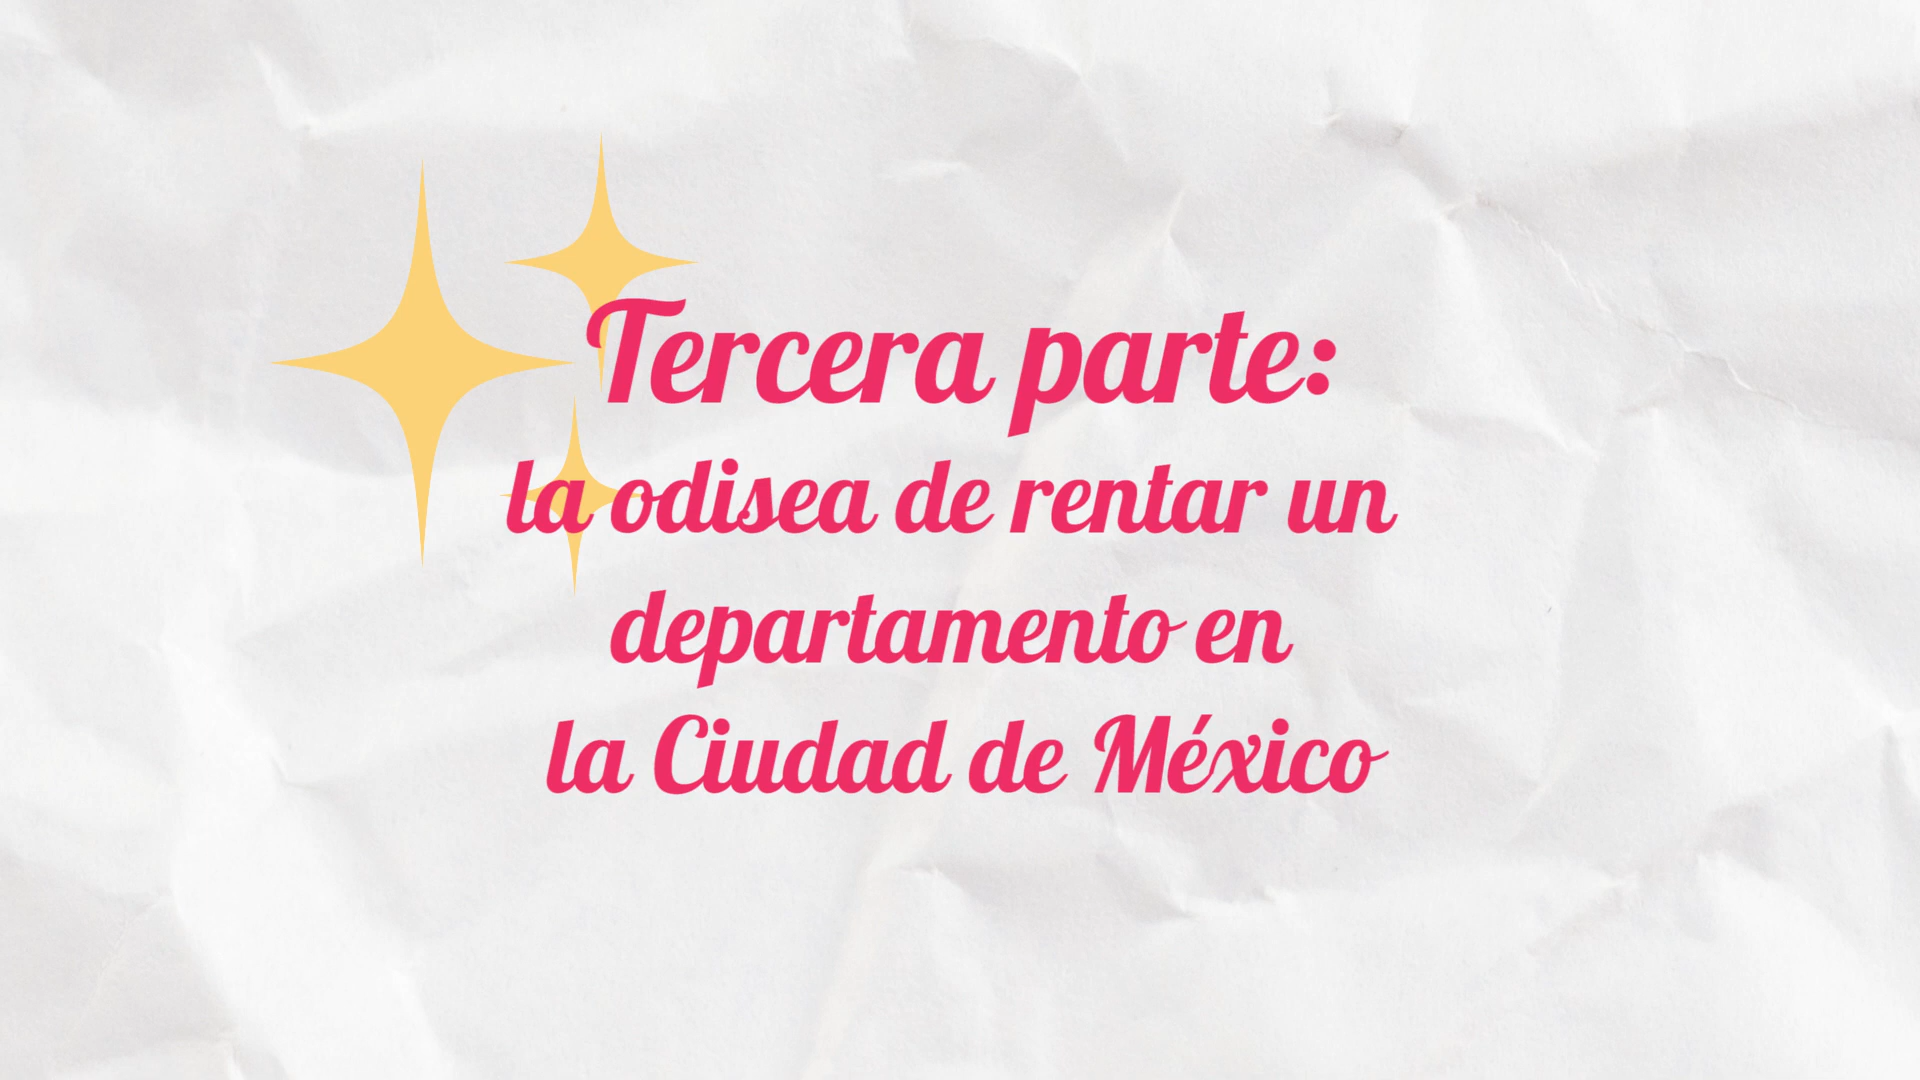 Tercera parte:
la odisea de rentar un
departamento en
la Ciudad de México